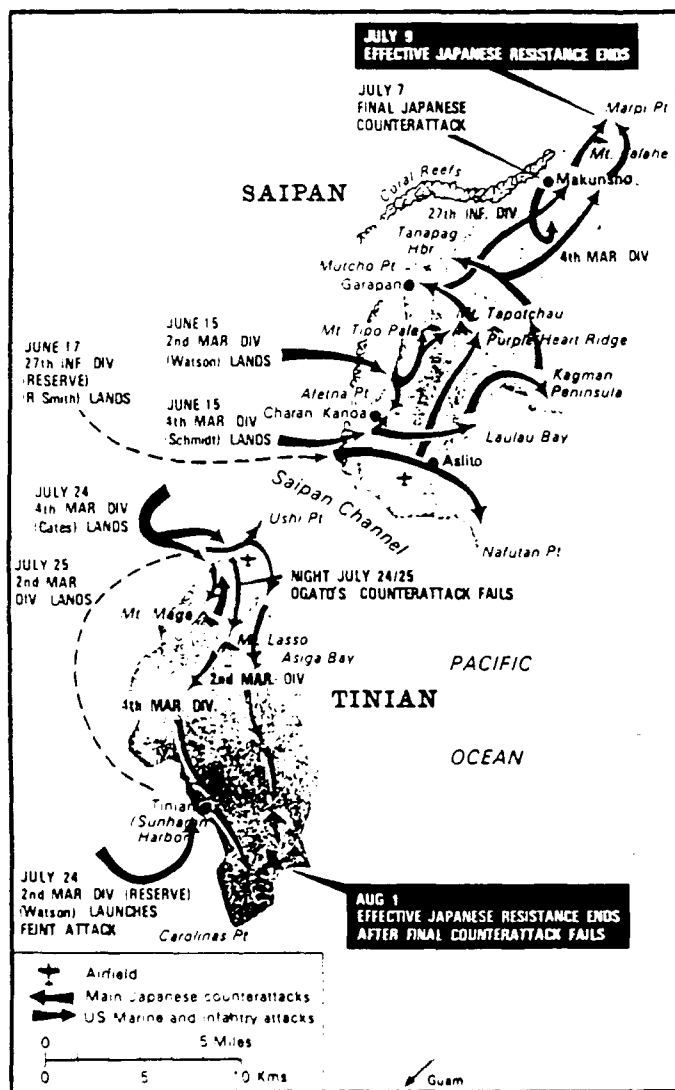 JULY 9
EFFECTIVE JAPANESE RESISTANCE ENDS
JULY 7
FINAL JAPANESE
COUNTERATTACK
Marpi Pt
Makunsho
Coral Reefs
SAIPAN
27th INF. DIV
Tanapag
Hbr
4th MAR DIV
Mutcho Pt
Garapan
Tapotchau
Mt Tipo Pale
Purple Heart Ridge
JUNE 15
2nd MAR DIV
(Watson) LANDS
JUNE 17
27th INF DIV
(RESERVE)
(R Smith) LANDS
Kagman
Peninsula
Afetna Pt
Charan Kanoa
JUNE 15
4th MAR DIV
(Schmidt) LANDS
Laulau Bay
Aslito
Saipan Channel
Nafutan Pt
JULY 24
4th MAR DIV
(Cates) LANDS
Ushi Pt
JULY 25
2nd MAR
DIV LANDS
NIGHT JULY 24/25
OGATO'S COUNTERATTACK FAILS
Mt. Maga
Mt. Lasso
Asiga Bay
2nd MAR. DIV
4th MAR DIV.
PACIFIC
TINIAN
OCEAN
Tinian
(Sunharon
Harbor
JULY 24
2nd MAR DIV (RESERVE)
(Watson) LAUNCHES
FEINT ATTACK
Carolinas Pt
AUG 1
EFFECTIVE JAPANESE RESISTANCE ENDS
AFTER FINAL COUNTERATTACK FAILS
Airfield
Main Japanese counterattacks
US Marine and infantry attacks
0 5 Miles
0 5 10 Kms
Guam